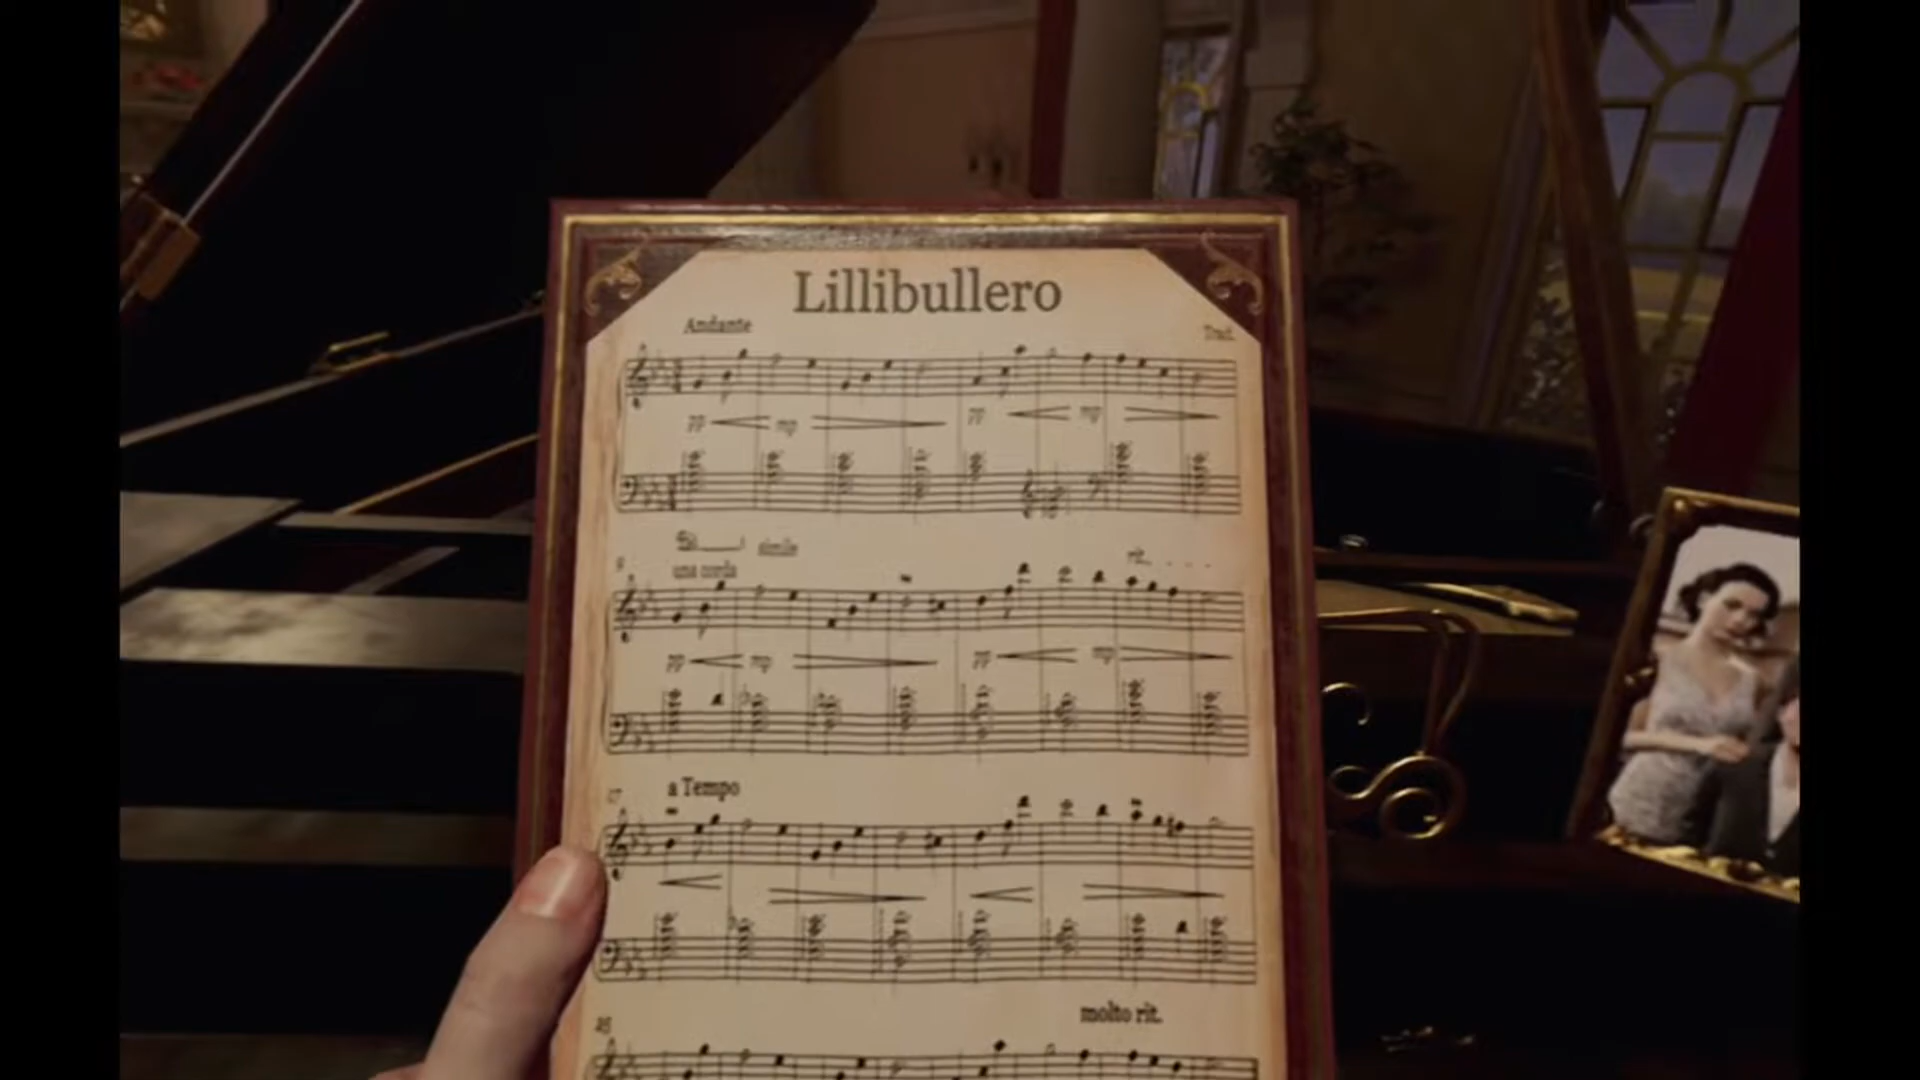 Lillibullero
Andante
Trad.
pp mp pp mp
simile
una corda
rit.
9
pp mp pp mp
a Tempo
17
molto rit.
25